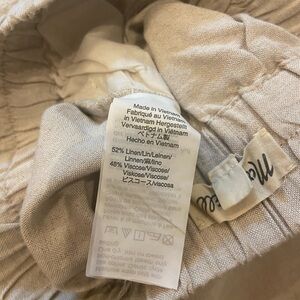 Made in Vietnam
Fabriqué au Vietnam
in Vietnam Hergestellt
Vervaardigd in Vietnam
ベトナム製
Hecho en Vietnam
52% Linen/Lin/Leinen/
Linnen/麻/lino
48% Viscose/Viscose/
Viskose/Viscose/
ビスコース/Viscosa